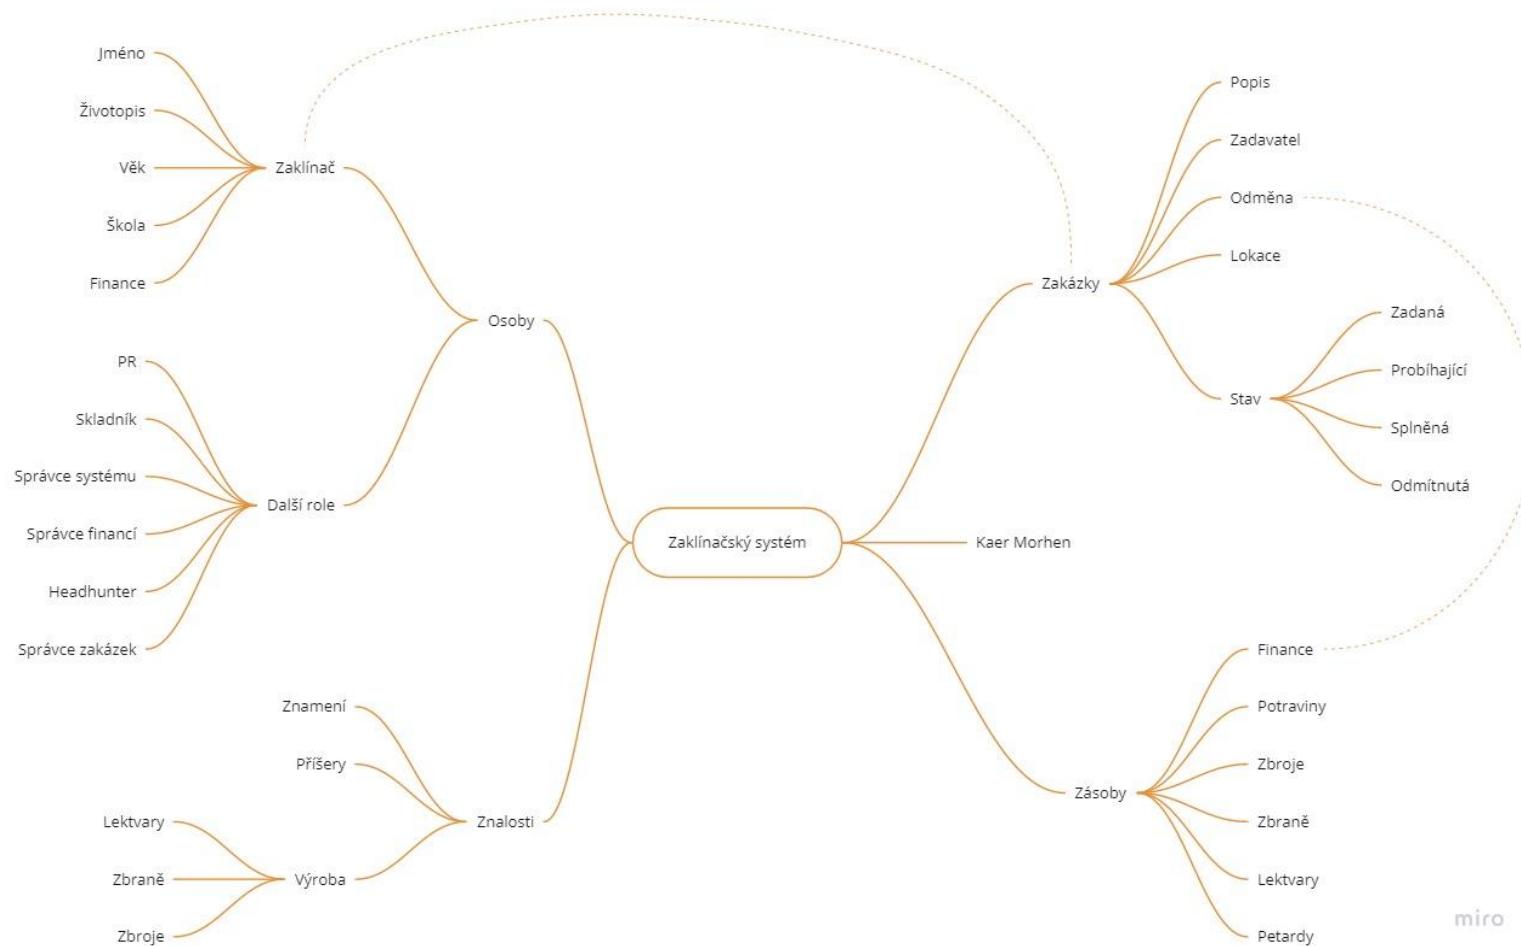 Jméno
Životopis
Věk
Škola
Finance
Zaklínač
Osoby
PR
Skladník
Správce systému
Správce financí
Headhunter
Správce zakázek
Další role
Znamení
Příšery
Lektvary
Zbraně
Zbroje
Výroba
Znalosti
Zaklínačský systém
Popis
Zadavatel
Odměna
Lokace
Zakázky
Stav
Zadaná
Probíhající
Splněná
Odmítnutá
Kaer Morhen
Zásoby
Finance
Potraviny
Zbroje
Zbraně
Lektvary
Petardy
miro